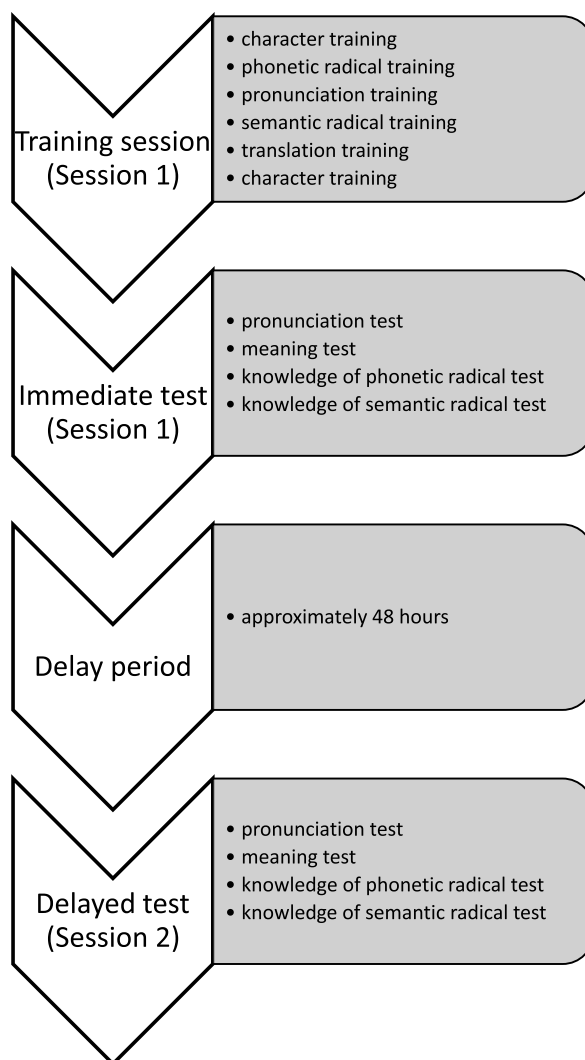 Training session
(Session 1)
• character training
• phonetic radical training
• pronunciation training
• semantic radical training
• translation training
• character training
Immediate test
(Session 1)
• pronunciation test
• meaning test
• knowledge of phonetic radical test
• knowledge of semantic radical test
Delay period
• approximately 48 hours
Delayed test
(Session 2)
• pronunciation test
• meaning test
• knowledge of phonetic radical test
• knowledge of semantic radical test